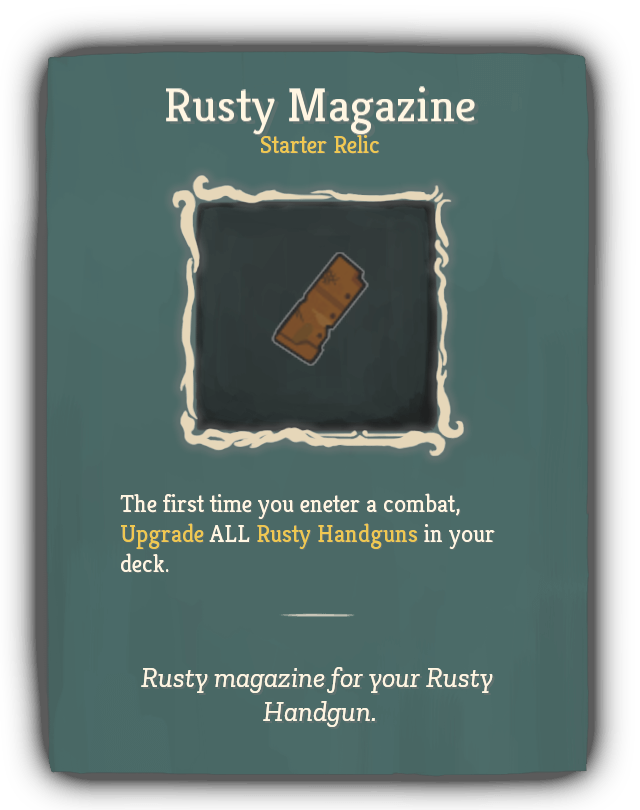 Rusty Magazine
Starter Relic
The first time you eneter a combat,
Upgrade ALL Rusty Handguns in your
deck.
Rusty magazine for your Rusty
Handgun.